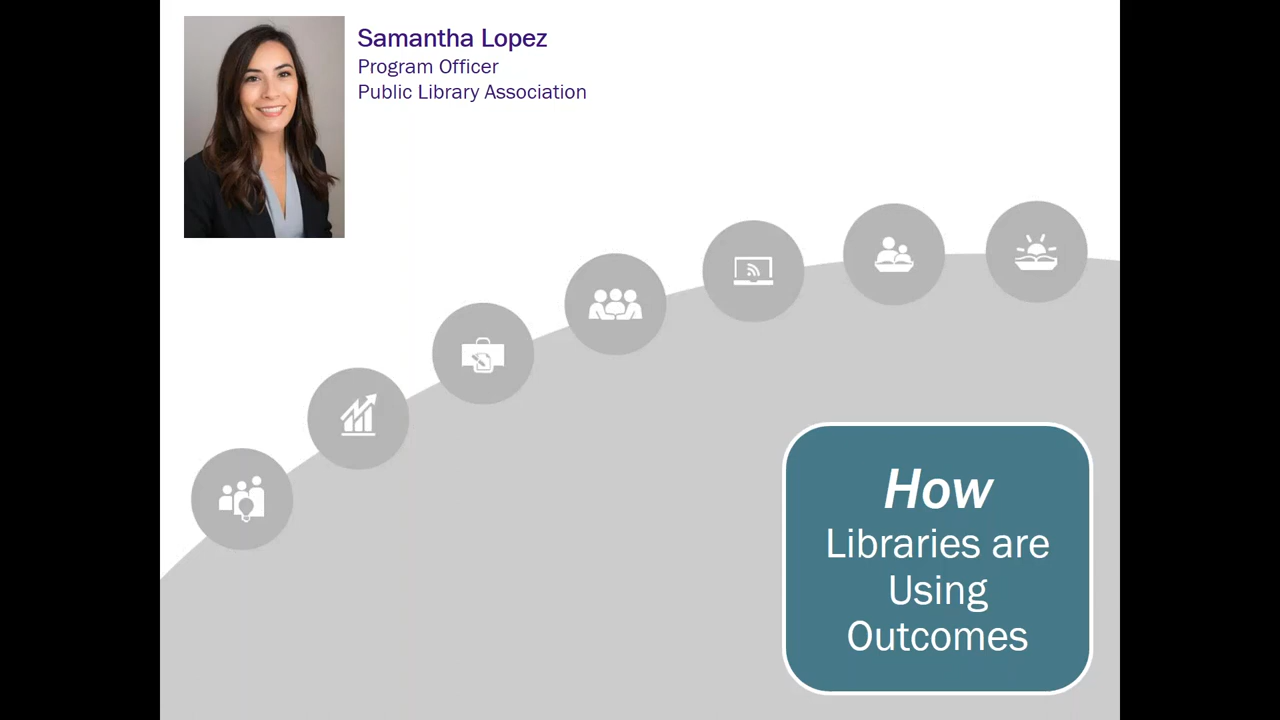 Samantha Lopez
Program Officer
Public Library Association
How
Libraries are
Using
Outcomes